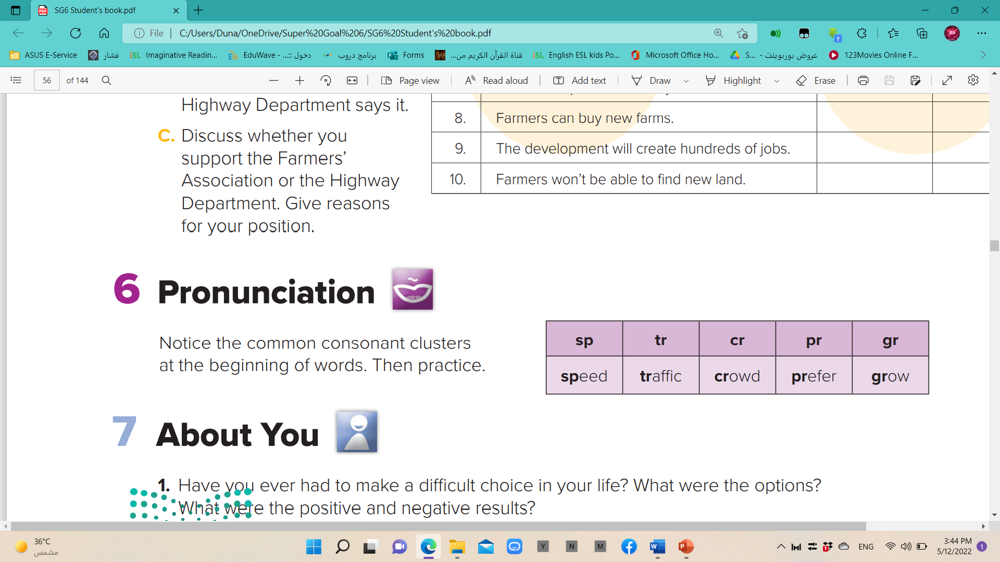 SG6 Student's book.pdf
File
C:/Users/Duna/OneDrive/Super%20Goal%206/SG6%20Student's%20book.pdf
ASUS E-Service
فشار
Imaginative Readin...
EduWave - ...:: دخول
برنامج دروب
Forms
قناة القرآن الكريم من...
English ESL kids Po...
Microsoft Office Ho...
عروض بوربوينت - S...
123Movies Online F...
56 of 144
Page view
Read aloud
Add text
Draw
Highlight
Erase
Highway Department says it.
C. Discuss whether you
support the Farmers’
Association or the Highway
Department. Give reasons
for your position.
8. Farmers can buy new farms.
9. The development will create hundreds of jobs.
10. Farmers won’t be able to find new land.
6 Pronunciation
Notice the common consonant clusters
at the beginning of words. Then practice.
sp tr cr pr gr
speed traffic crowd prefer grow
7 About You
1. Have you ever had to make a difficult choice in your life? What were the options?
What were the positive and negative results?
36°C
مشمس
ENG
3:44 PM
5/12/2022
1